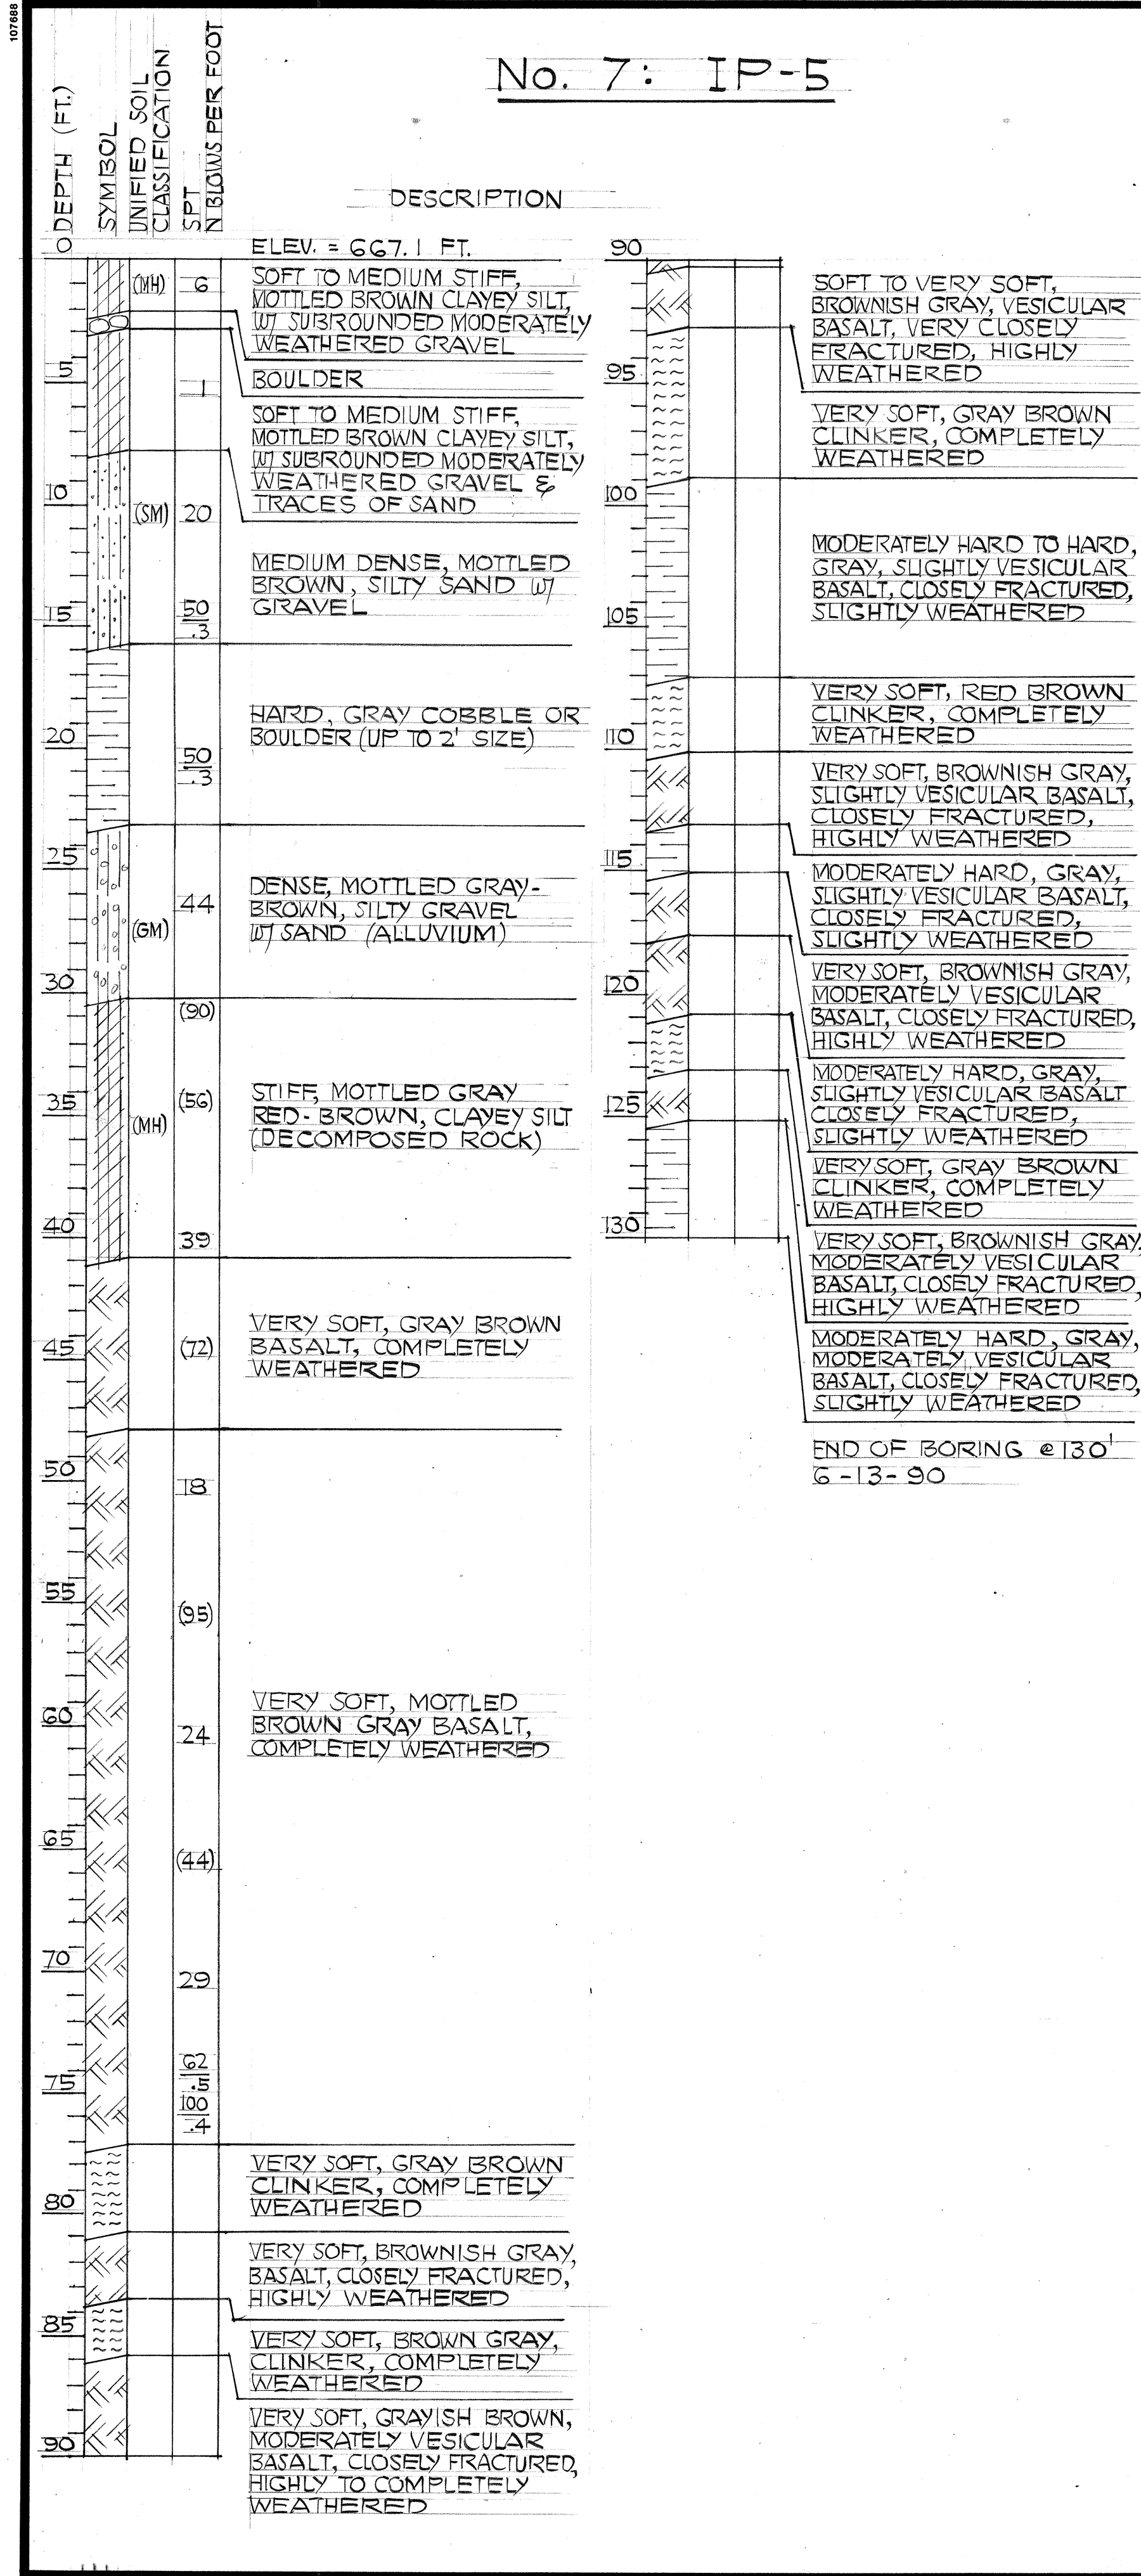 107688
No. 7: IP-5
DEPTH (FT.)
SYMBOL
UNIFIED SOIL
CLASSIFICATION
SPT
N BLOWS PER FOOT
DESCRIPTION
0
ELEV. = 667.1 FT.
(MH)
6
SOFT TO MEDIUM STIFF,
MOTTLED BROWN CLAYEY SILT,
W/ SUBROUNDED MODERATELY
WEATHERED GRAVEL
5
1
BOULDER
SOFT TO MEDIUM STIFF,
MOTTLED BROWN CLAYEY SILT,
W/ SUBROUNDED MODERATELY
WEATHERED GRAVEL &
TRACES OF SAND
10
(SM)
20
MEDIUM DENSE, MOTTLED
BROWN, SILTY SAND W/
GRAVEL
15
50
.3
HARD, GRAY COBBLE OR
BOULDER (UP TO 2' SIZE)
20
50
.3
25
44
(GM)
DENSE, MOTTLED GRAY-
BROWN, SILTY GRAVEL
W/ SAND (ALLUVIUM)
30
(90)
35
(56)
(MH)
STIFF, MOTTLED GRAY
RED-BROWN, CLAYEY SILT
(DECOMPOSED ROCK)
40
39
45
(72)
VERY SOFT, GRAY BROWN
BASALT, COMPLETELY
WEATHERED
50
18
55
(95)
60
24
VERY SOFT, MOTTLED
BROWN GRAY BASALT,
COMPLETELY WEATHERED
65
(44)
70
29
75
62
.5
100
.4
VERY SOFT, GRAY BROWN
CLINKER, COMPLETELY
WEATHERED
80
VERY SOFT, BROWNISH GRAY,
BASALT, CLOSELY FRACTURED,
HIGHLY WEATHERED
85
VERY SOFT, BROWN GRAY,
CLINKER, COMPLETELY
WEATHERED
90
VERY SOFT, GRAYISH BROWN,
MODERATELY VESICULAR
BASALT, CLOSELY FRACTURED,
HIGHLY TO COMPLETELY
WEATHERED
90
SOFT TO VERY SOFT,
BROWNISH GRAY, VESICULAR
BASALT, VERY CLOSELY
FRACTURED, HIGHLY
WEATHERED
95
VERY SOFT, GRAY BROWN
CLINKER, COMPLETELY
WEATHERED
100
MODERATELY HARD TO HARD,
GRAY, SLIGHTLY VESICULAR
BASALT, CLOSELY FRACTURED,
SLIGHTLY WEATHERED
105
VERY SOFT, RED BROWN
CLINKER, COMPLETELY
WEATHERED
110
VERY SOFT, BROWNISH GRAY,
SLIGHTLY VESICULAR BASALT,
CLOSELY FRACTURED,
HIGHLY WEATHERED
115
MODERATELY HARD, GRAY,
SLIGHTLY VESICULAR BASALT,
CLOSELY FRACTURED,
SLIGHTLY WEATHERED
120
VERY SOFT, BROWNISH GRAY,
MODERATELY VESICULAR
BASALT, CLOSELY FRACTURED,
HIGHLY WEATHERED
125
MODERATELY HARD, GRAY,
SLIGHTLY VESICULAR BASALT
CLOSELY FRACTURED,
SLIGHTLY WEATHERED
VERY SOFT, GRAY BROWN
CLINKER, COMPLETELY
WEATHERED
130
VERY SOFT, BROWNISH GRAY,
MODERATELY VESICULAR
BASALT, CLOSELY FRACTURED,
HIGHLY WEATHERED
MODERATELY HARD, GRAY,
MODERATELY VESICULAR
BASALT, CLOSELY FRACTURED,
SLIGHTLY WEATHERED
END OF BORING @ 130'
6-13-90